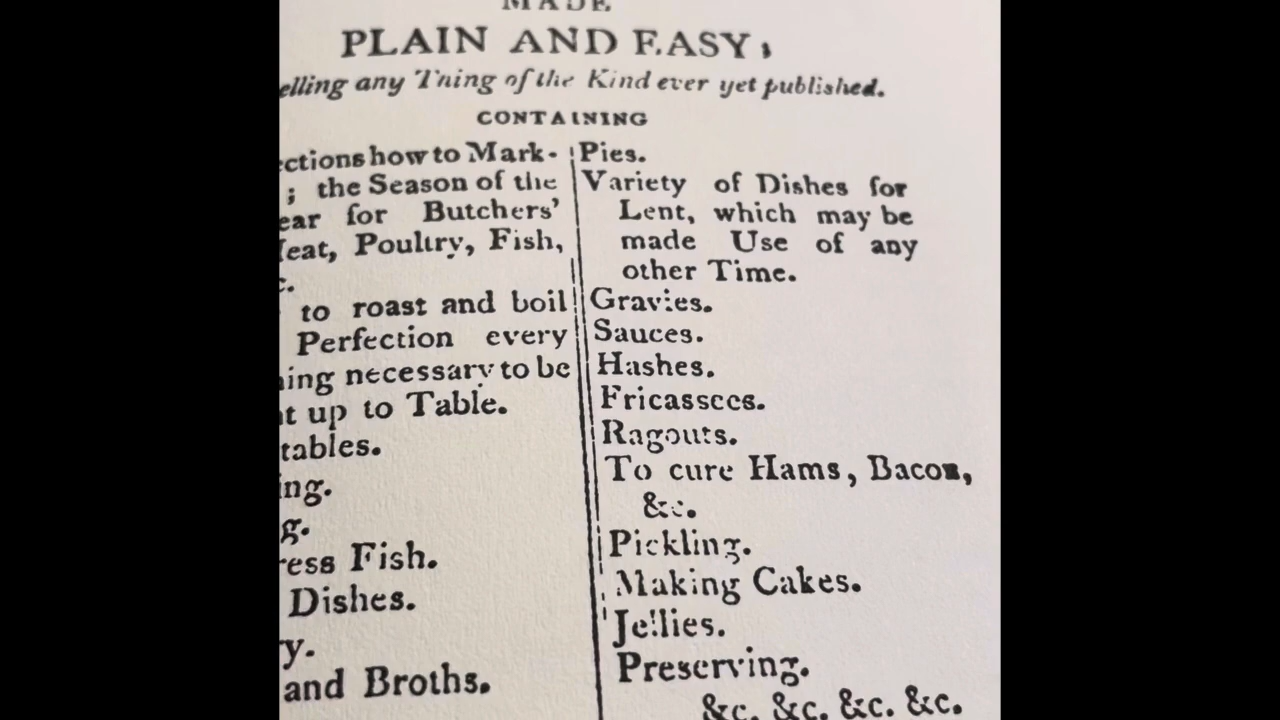 MADE
PLAIN AND EASY;
elling any Thing of the Kind ever yet published.
CONTAINING
ections how to Mark-
; the Season of the
ear for Butchers'
eat, Poultry, Fish,
c.
to roast and boil
Perfection every
ing necessary to be
t up to Table.
tables.
ing.
g.
ress Fish.
Dishes.
y.
and Broths.
Pies.
Variety of Dishes for
Lent, which may be
made Use of any
other Time.
Gravies.
Sauces.
Hashes.
Fricassees.
Ragouts.
To cure Hams, Bacon,
&c.
Pickling.
Making Cakes.
Jellies.
Preserving.
&c. &c. &c. &c.